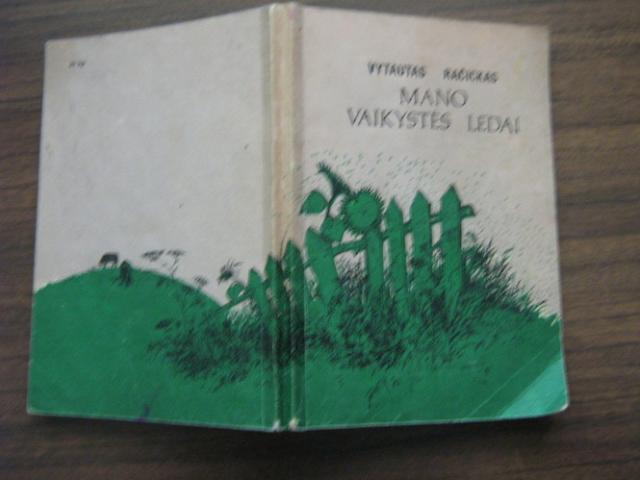 VYTAUTAS RAČICKAS
MANO
VAIKYSTĖS LEDAI